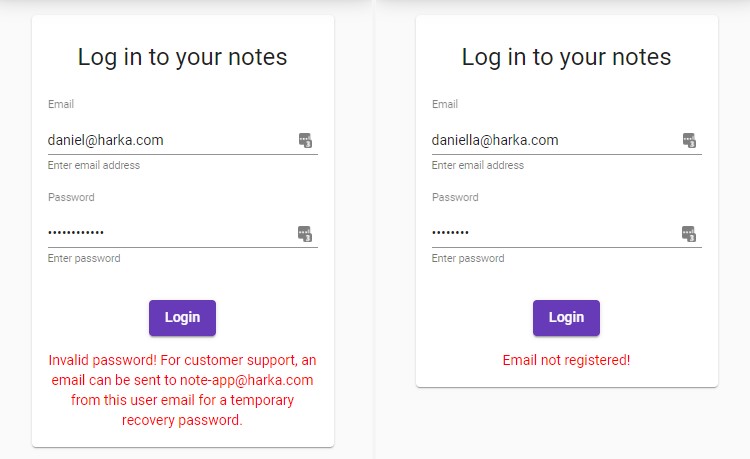 Log in to your notes
Email
daniel@harka.com
Enter email address
Password
••••••••••••
Enter password
Login
Invalid password! For customer support, an
email can be sent to note-app@harka.com
from this user email for a temporary
recovery password.
Log in to your notes
Email
daniella@harka.com
Enter email address
Password
••••••••
Enter password
Login
Email not registered!